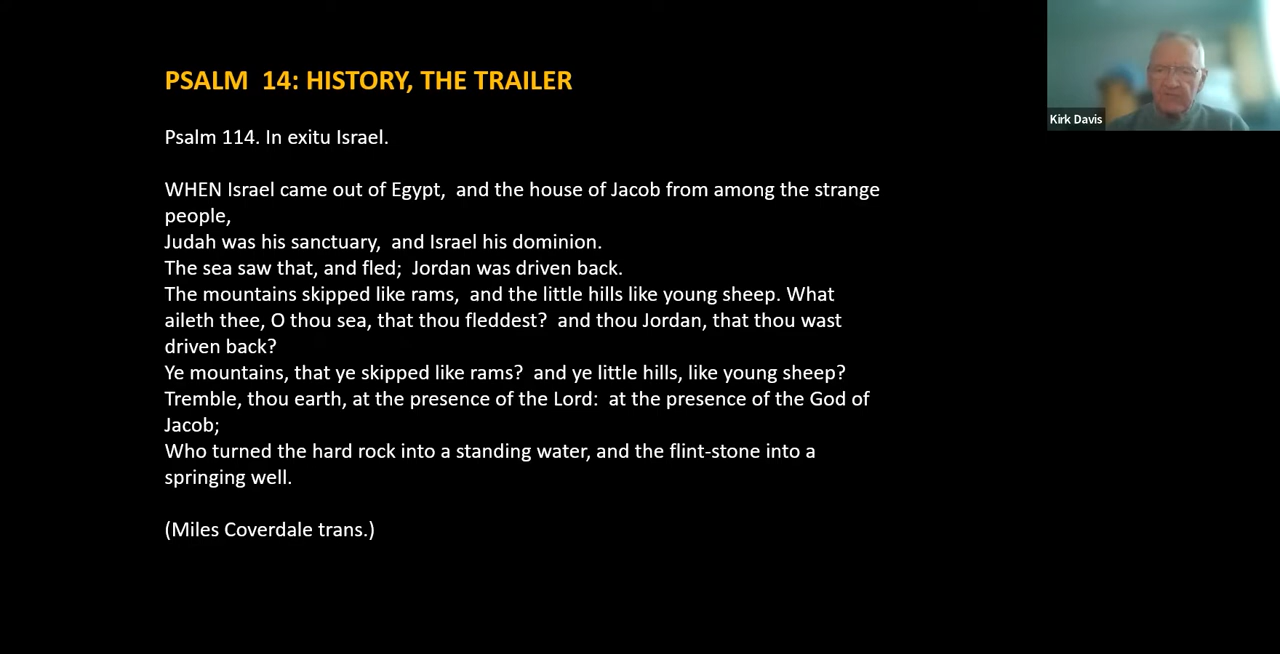 PSALM  14: HISTORY, THE TRAILER
Kirk Davis
Psalm 114. In exitu Israel.
WHEN Israel came out of Egypt,  and the house of Jacob from among the strange
people,
Judah was his sanctuary,  and Israel his dominion.
The sea saw that, and fled;  Jordan was driven back.
The mountains skipped like rams,  and the little hills like young sheep. What
aileth thee, O thou sea, that thou fleddest?  and thou Jordan, that thou wast
driven back?
Ye mountains, that ye skipped like rams?  and ye little hills, like young sheep?
Tremble, thou earth, at the presence of the Lord:  at the presence of the God of
Jacob;
Who turned the hard rock into a standing water, and the flint-stone into a
springing well.
(Miles Coverdale trans.)